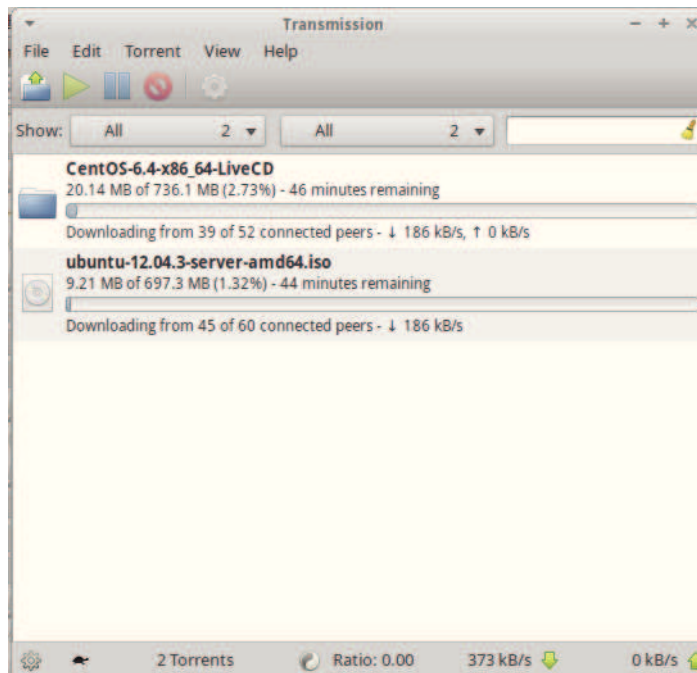 Transmission
File Edit Torrent View Help
Show: All 2 All 2
CentOS-6.4-x86_64-LiveCD
20.14 MB of 736.1 MB (2.73%) - 46 minutes remaining
Downloading from 39 of 52 connected peers - ↓ 186 kB/s, ↑ 0 kB/s
ubuntu-12.04.3-server-amd64.iso
9.21 MB of 697.3 MB (1.32%) - 44 minutes remaining
Downloading from 45 of 60 connected peers - ↓ 186 kB/s
2 Torrents Ratio: 0.00 373 kB/s 0 kB/s